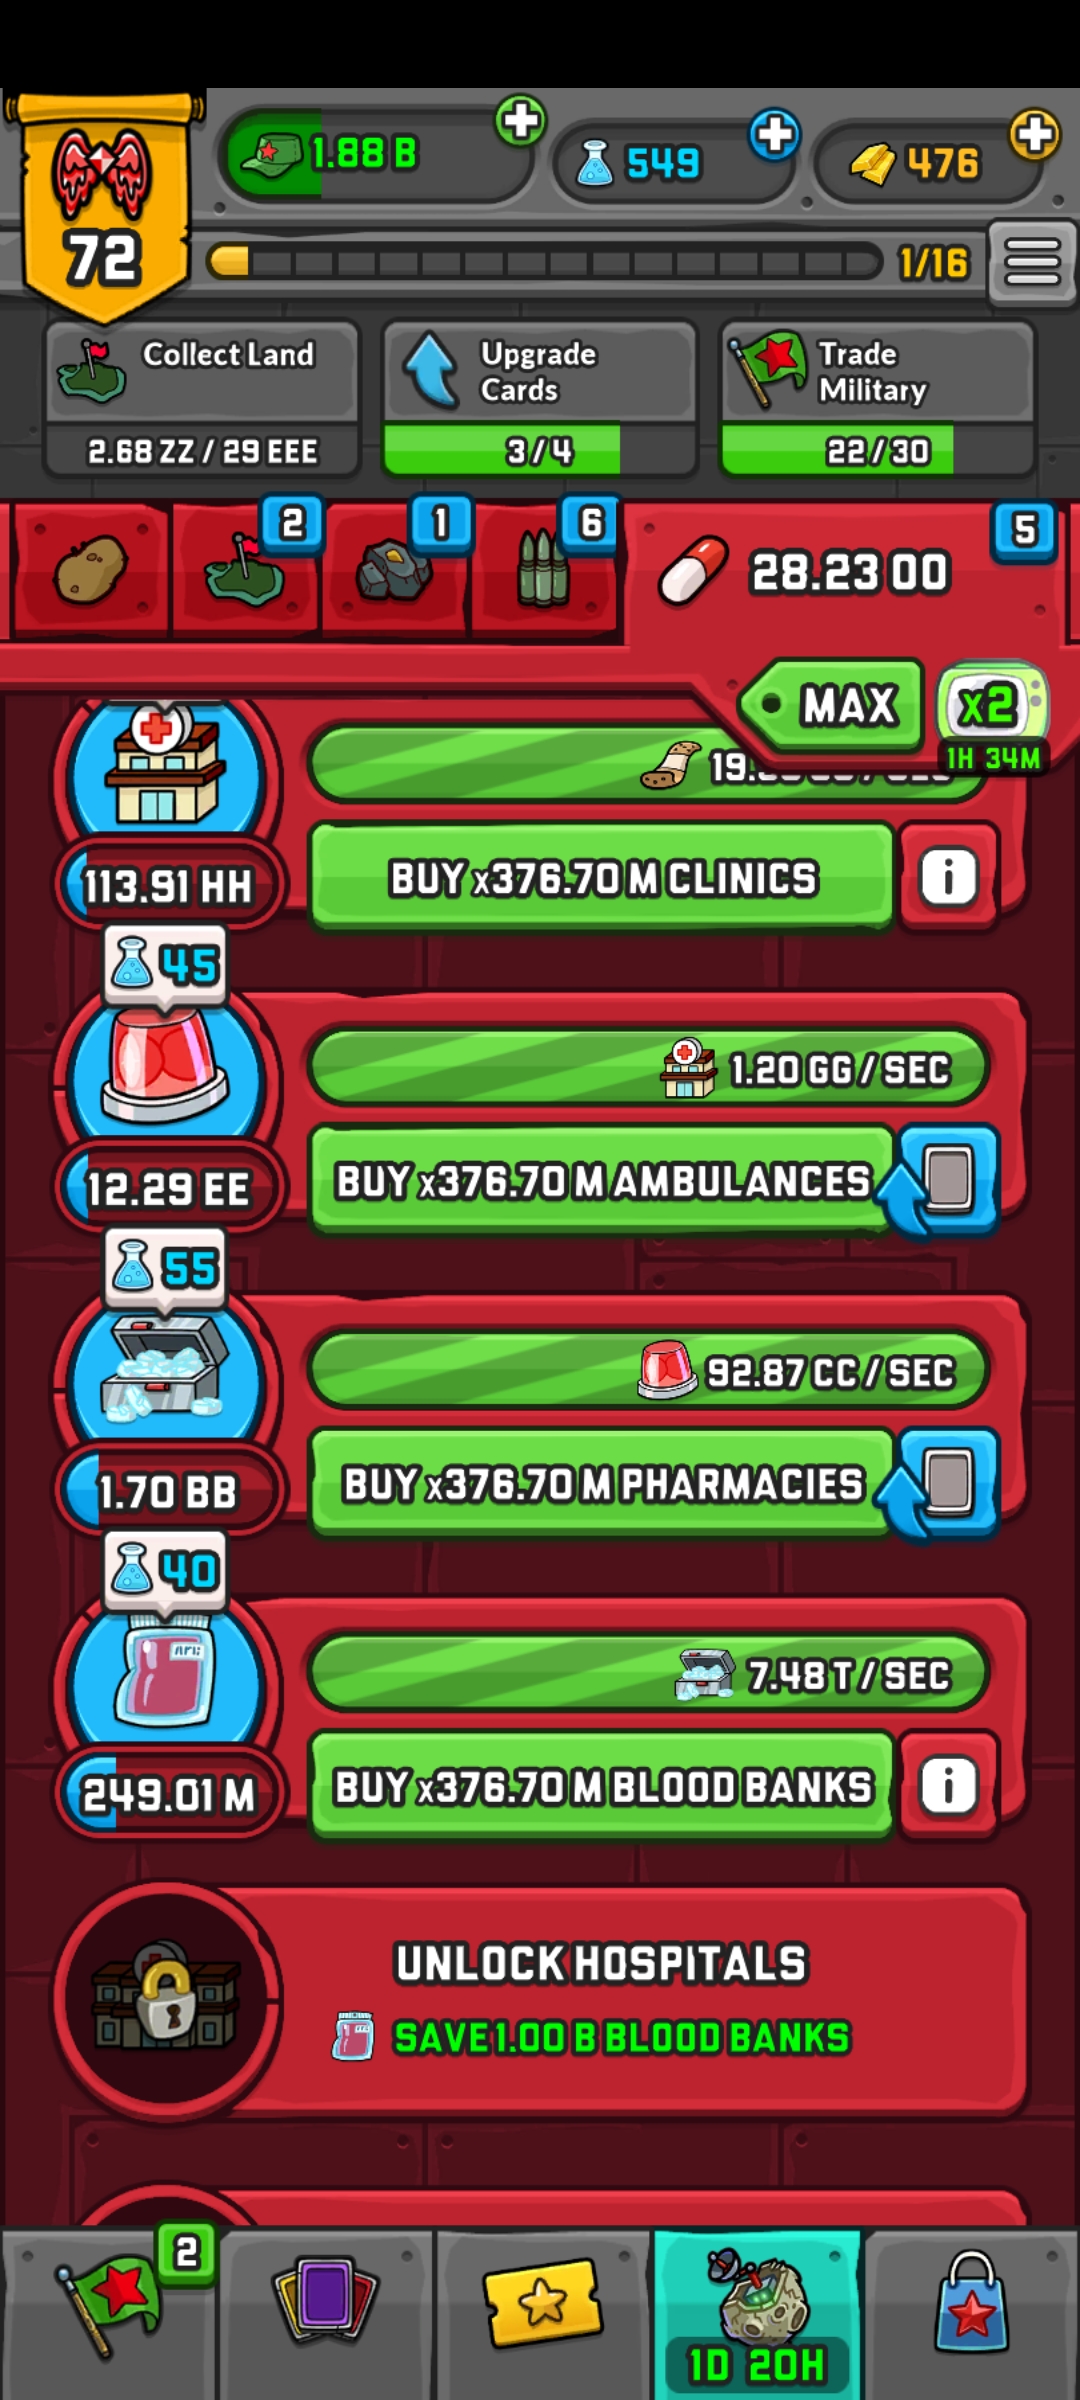 1.88 B
549
476
72
1/16
Collect Land
2.68 ZZ / 29 EEE
Upgrade
Cards
3/4
Trade
Military
22/30
2
1
6
28.23 OO
5
MAX
x2
1H 34M
113.91 HH
BUY x376.70 M CLINICS
i
45
1.20 GG / SEC
12.29 EE
BUY x376.70 M AMBULANCES
55
92.87 CC / SEC
1.70 BB
BUY x376.70 M PHARMACIES
40
7.48 T / SEC
249.01 M
BUY x376.70 M BLOOD BANKS
i
UNLOCK HOSPITALS
SAVE 1.00 B BLOOD BANKS
2
1D 20H